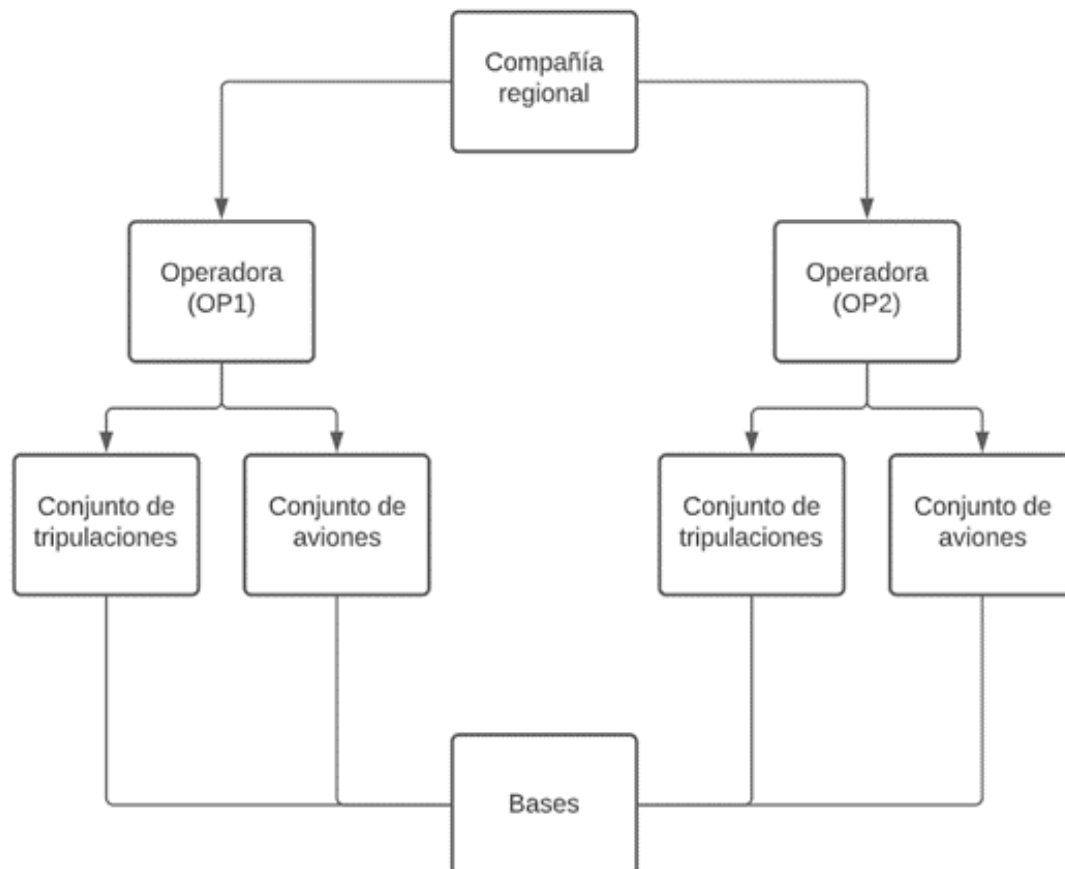 Compañía
regional
Operadora
(OP1)
Operadora
(OP2)
Conjunto de
tripulaciones
Conjunto de
aviones
Conjunto de
tripulaciones
Conjunto de
aviones
Bases